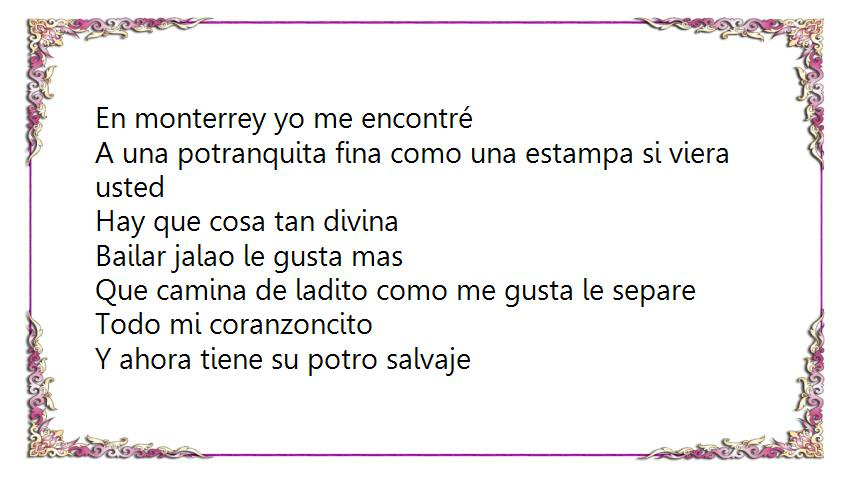 En monterrey yo me encontré
A una potranquita fina como una estampa si viera
usted
Hay que cosa tan divina
Bailar jalao le gusta mas
Que camina de ladito como me gusta le separe
Todo mi coranzoncito
Y ahora tiene su potro salvaje